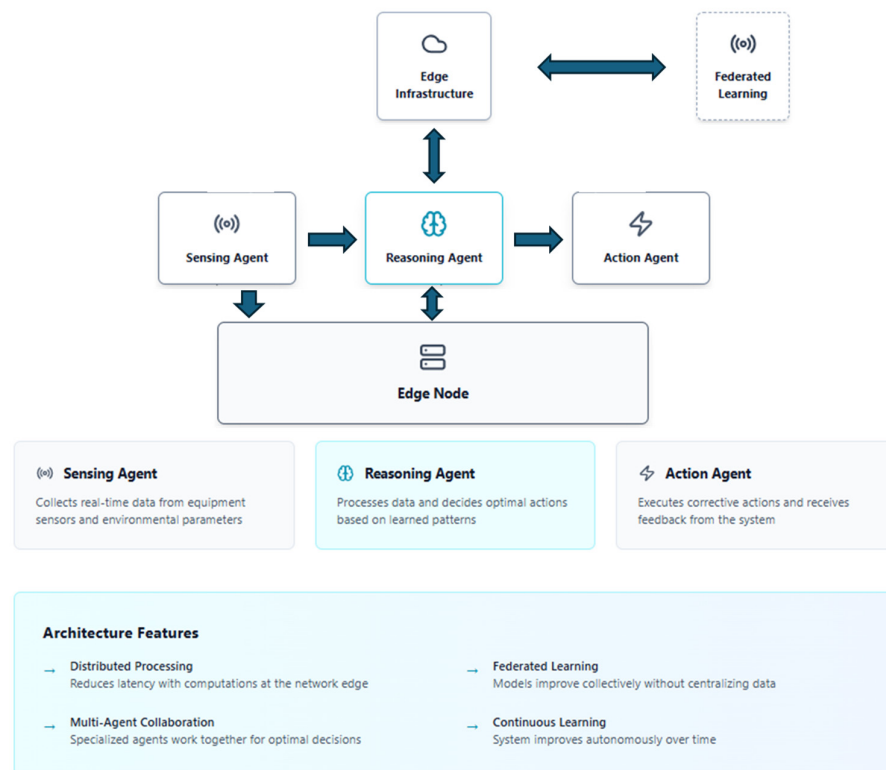 Edge
Infrastructure
Federated
Learning
Sensing Agent
Reasoning Agent
Action Agent
Edge Node
Sensing Agent
Collects real-time data from equipment
sensors and environmental parameters
Reasoning Agent
Processes data and decides optimal actions
based on learned patterns
Action Agent
Executes corrective actions and receives
feedback from the system
Architecture Features
→ Distributed Processing
Reduces latency with computations at the network edge
→ Federated Learning
Models improve collectively without centralizing data
→ Multi-Agent Collaboration
Specialized agents work together for optimal decisions
→ Continuous Learning
System improves autonomously over time